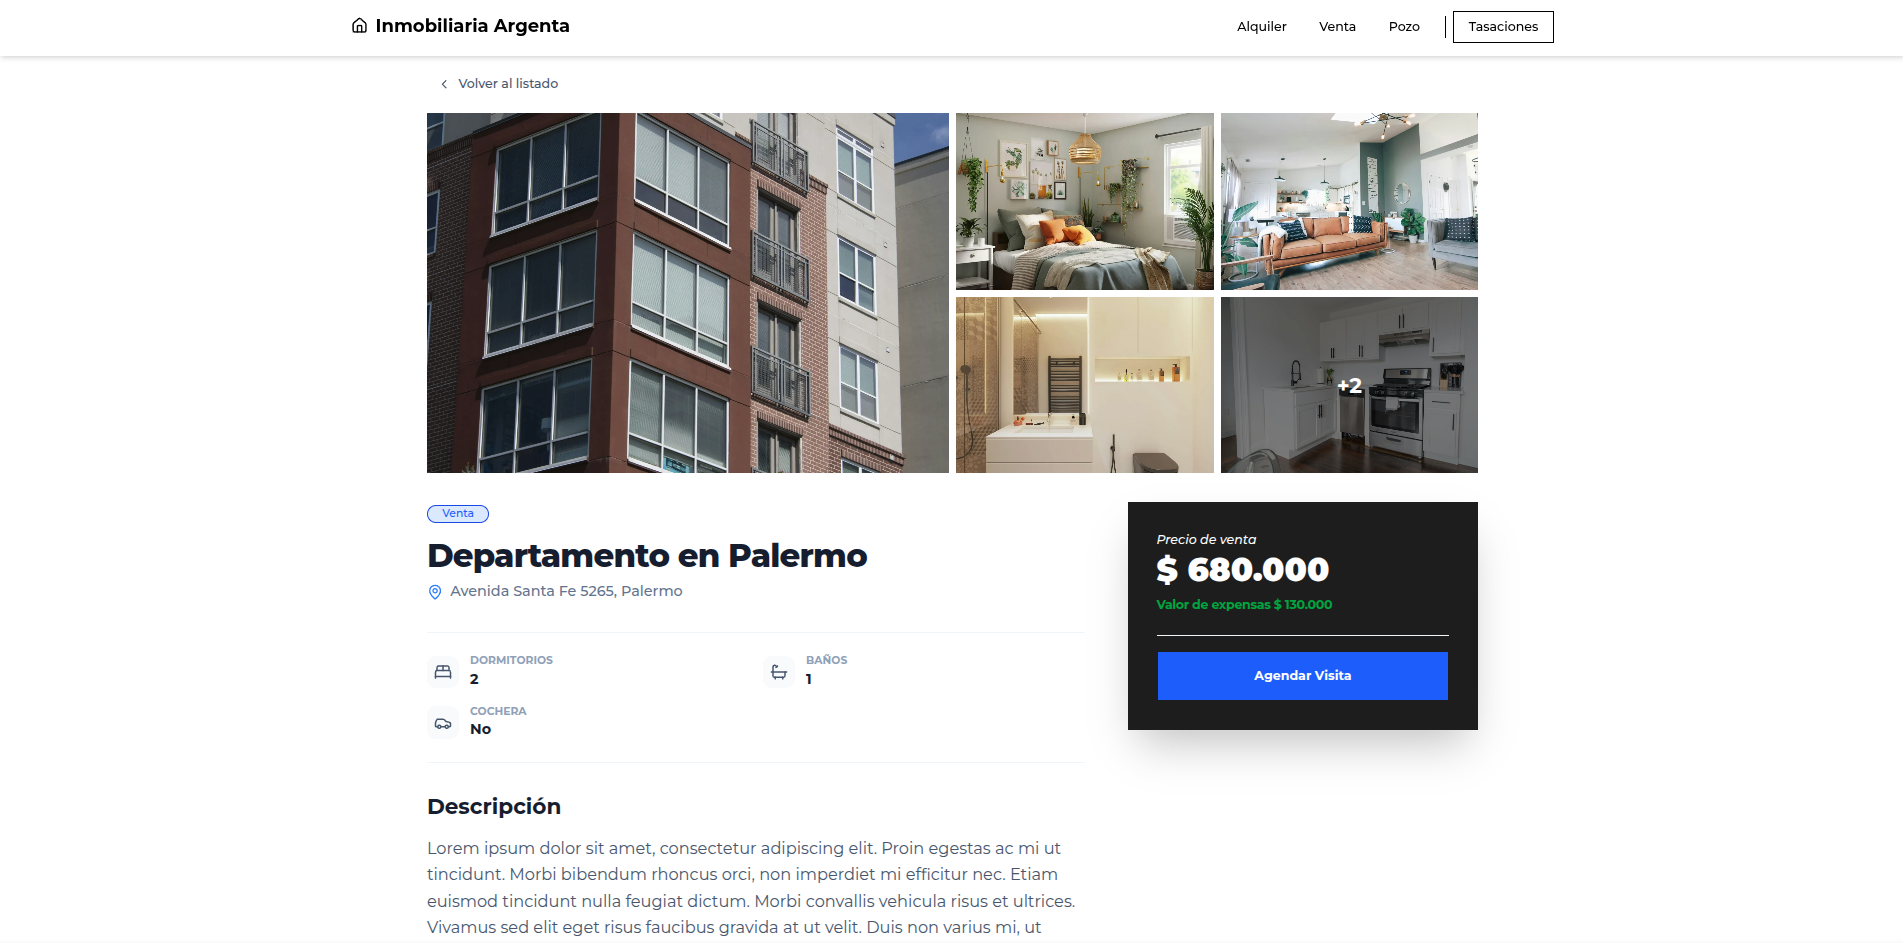 Inmobiliaria Argenta
Alquiler
Venta
Pozo
Tasaciones
Volver al listado
+2
Venta
Departamento en Palermo
Avenida Santa Fe 5265, Palermo
DORMITORIOS
2
BAÑOS
1
COCHERA
No
Precio de venta
$ 680.000
Valor de expensas $ 130.000
Agendar Visita
Descripción
Lorem ipsum dolor sit amet, consectetur adipiscing elit. Proin egestas ac mi ut
tincidunt. Morbi bibendum rhoncus orci, non imperdiet mi efficitur nec. Etiam
euismod tincidunt nulla feugiat dictum. Morbi convallis vehicula risus et ultrices.
Vivamus sed elit eget risus faucibus gravida at ut velit. Duis non varius mi, ut